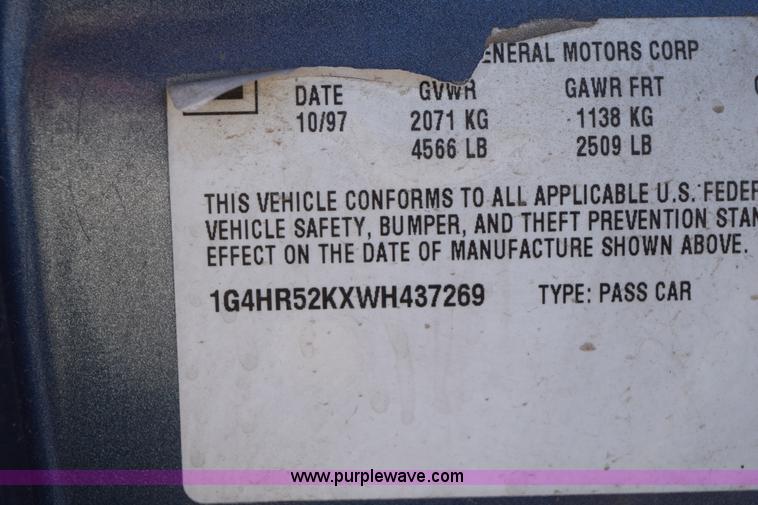 GENERAL MOTORS CORP
DATE GVWR GAWR FRT
10/97 2071 KG 1138 KG
4566 LB 2509 LB
THIS VEHICLE CONFORMS TO ALL APPLICABLE U.S. FEDER
VEHICLE SAFETY, BUMPER, AND THEFT PREVENTION STAN
EFFECT ON THE DATE OF MANUFACTURE SHOWN ABOVE.
1G4HR52KXWH437269 TYPE: PASS CAR
www.purplewave.com